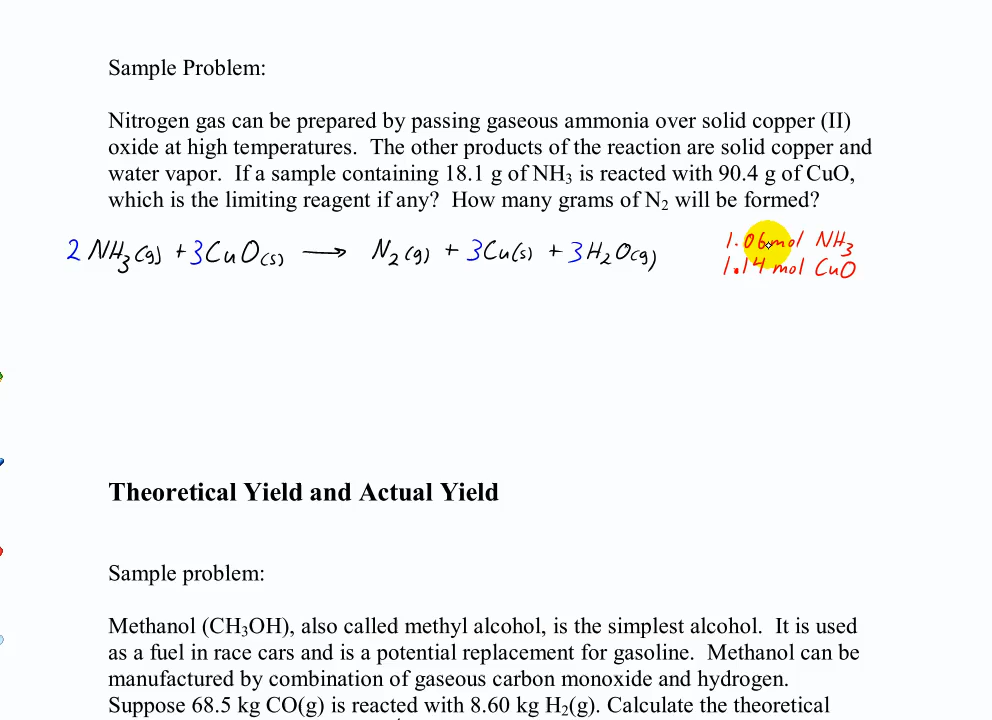 Sample Problem:
Nitrogen gas can be prepared by passing gaseous ammonia over solid copper (II)
oxide at high temperatures.  The other products of the reaction are solid copper and
water vapor.  If a sample containing 18.1 g of NH₃ is reacted with 90.4 g of CuO,
which is the limiting reagent if any?  How many grams of N₂ will be formed?
2 NH₃(g) + 3CuO(s) ⟶ N₂(g) + 3Cu(s) + 3H₂O(g)
1.06mol NH₃
1.14 mol CuO
Theoretical Yield and Actual Yield
Sample problem:
Methanol (CH₃OH), also called methyl alcohol, is the simplest alcohol.  It is used
as a fuel in race cars and is a potential replacement for gasoline.  Methanol can be
manufactured by combination of gaseous carbon monoxide and hydrogen.
Suppose 68.5 kg CO(g) is reacted with 8.60 kg H₂(g). Calculate the theoretical